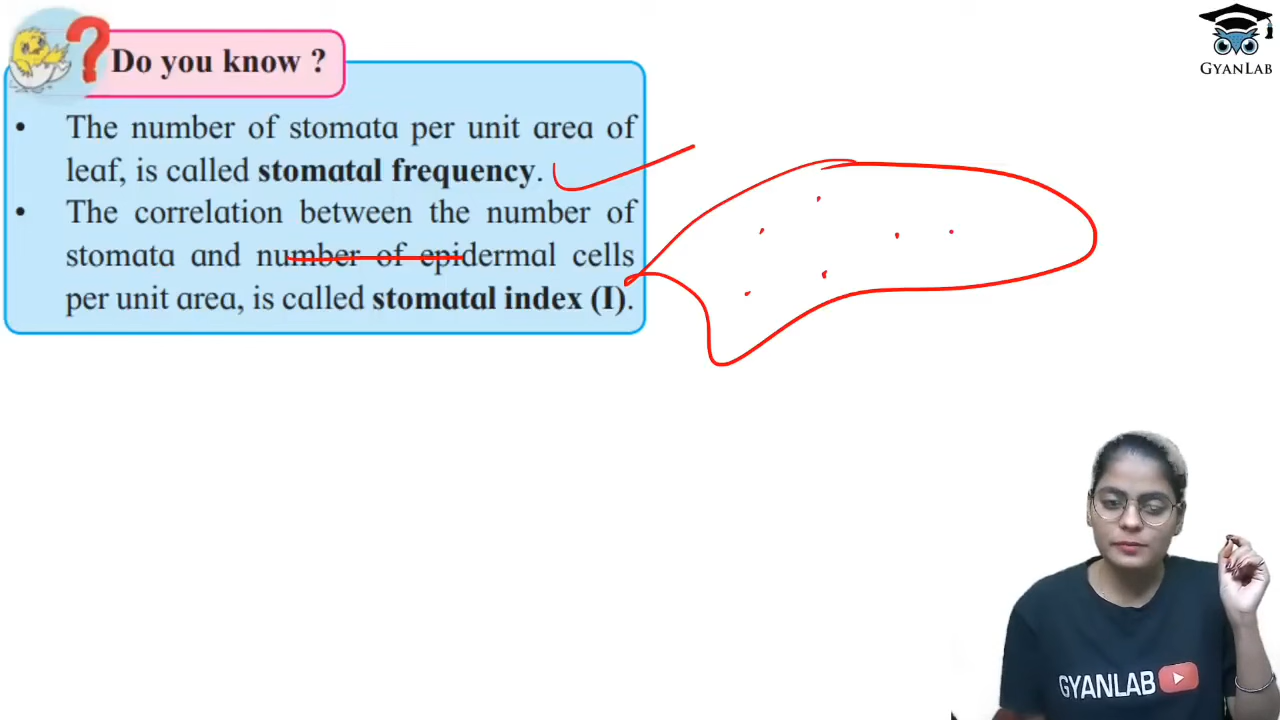 Do you know ?
• The number of stomata per unit area of
leaf, is called stomatal frequency.
• The correlation between the number of
stomata and number of epidermal cells
per unit area, is called stomatal index (I).
GYANLAB
GYANLAB